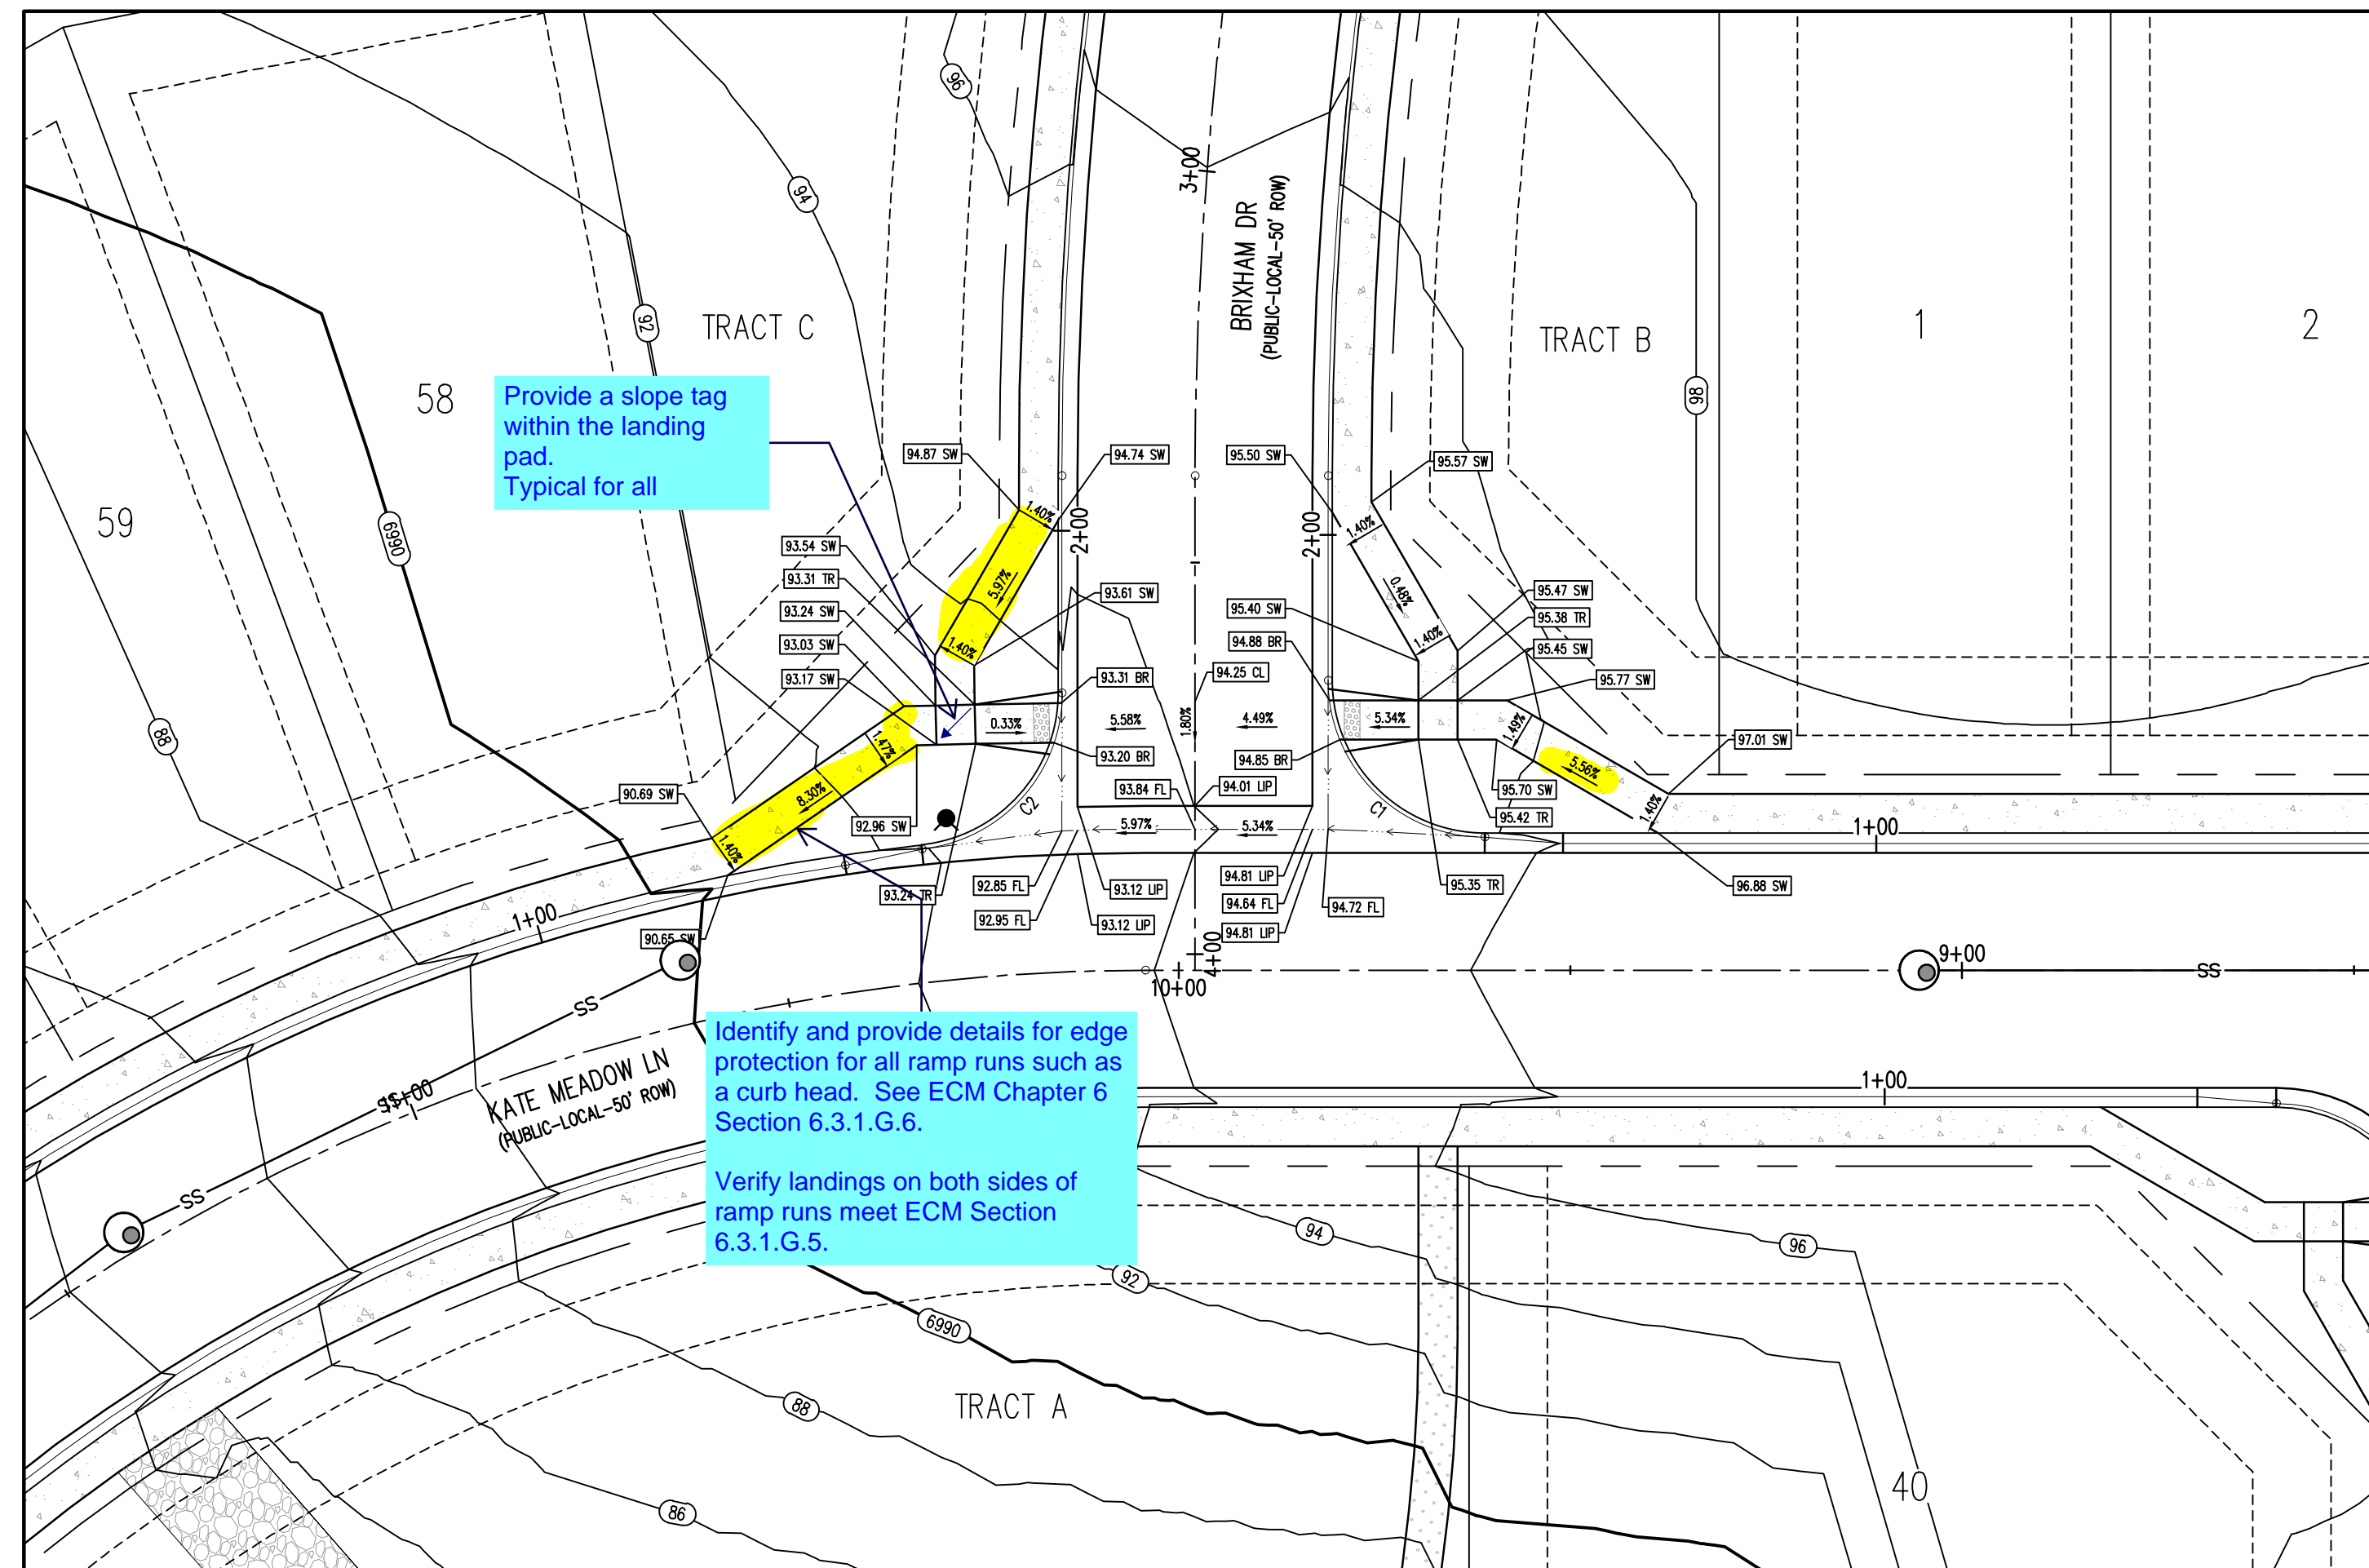 96
94
3+00
BRIXHAM DR
(PUBLIC-LOCAL-50' ROW)
92
TRACT C
TRACT B
1
2
58
98
Provide a slope tag
within the landing
pad.
Typical for all
94.87 SW
94.74 SW
95.50 SW
95.57 SW
59
6990
1.40%
2+00
2+00
1.40%
93.54 SW
93.31 TR
5.97%
93.61 SW
0.48%
95.47 SW
93.24 SW
95.40 SW
95.38 TR
93.03 SW
1.40%
94.88 BR
1.40%
95.45 SW
93.17 SW
93.31 BR
94.25 CL
95.77 SW
88
1.47%
0.33%
5.58%
1.80%
4.49%
5.34%
1.49%
97.01 SW
93.20 BR
94.85 BR
5.56%
90.69 SW
8.30%
93.84 FL
94.01 LIP
95.70 SW
C2
C1
1.40%
92.96 SW
5.97%
5.34%
95.42 TR
1+00
1.40%
93.24 TR
92.85 FL
93.12 LIP
94.81 LIP
95.35 TR
96.88 SW
1+00
92.95 FL
93.12 LIP
94.64 FL
94.72 FL
90.65 SW
94.81 LIP
4+00
9+00
10+00
SS
SS
Identify and provide details for edge
protection for all ramp runs such as
a curb head.  See ECM Chapter 6
Section 6.3.1.G.6.
Verify landings on both sides of
ramp runs meet ECM Section
6.3.1.G.5.
KATE MEADOW LN
(PUBLIC-LOCAL-50' ROW)
SS
11+00
1+00
SS
94
96
92
6990
TRACT A
88
86
40